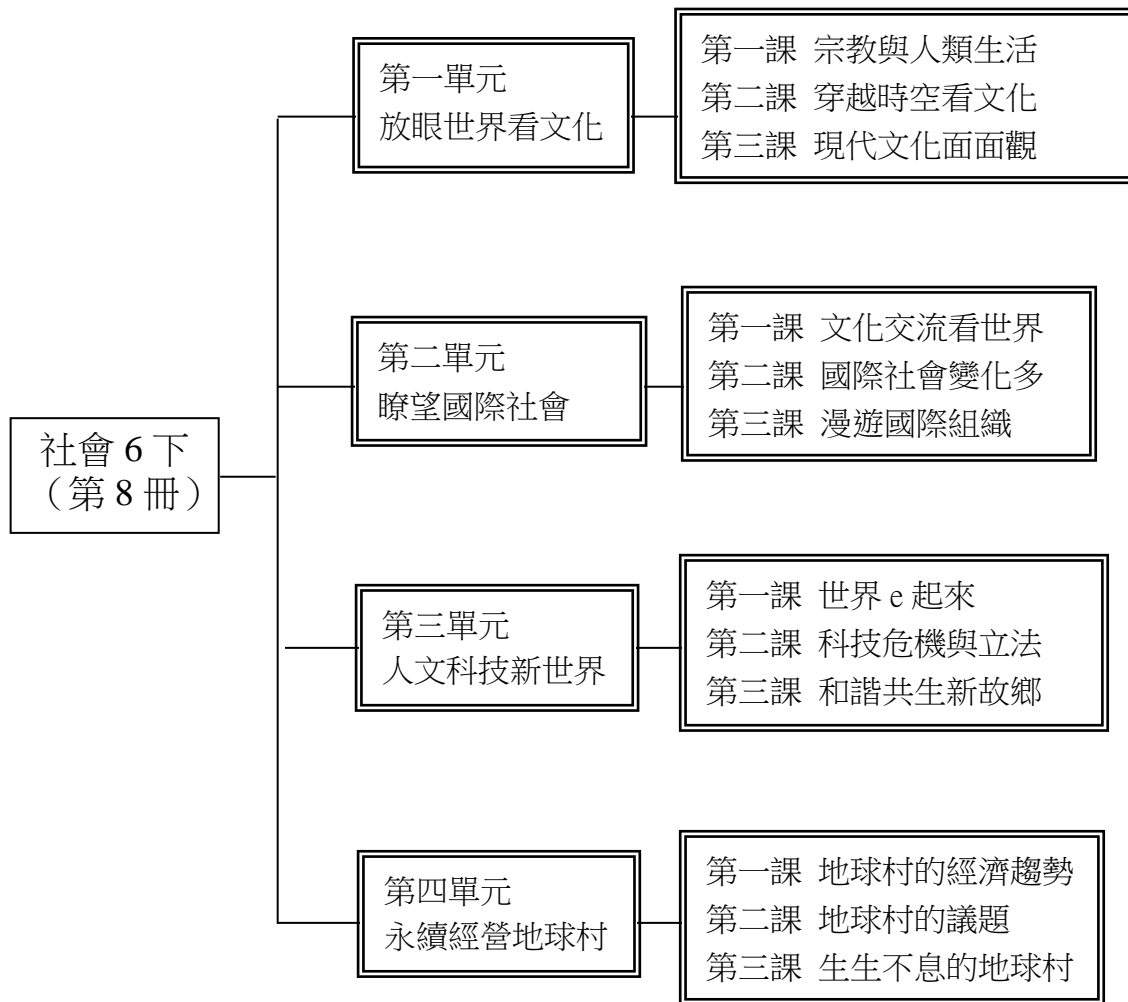 社會 6 下
（第 8 冊）
第一單元
放眼世界看文化
第一課 宗教與人類生活
第二課 穿越時空看文化
第三課 現代文化面面觀
第二單元
瞭望國際社會
第一課 文化交流看世界
第二課 國際社會變化多
第三課 漫遊國際組織
第三單元
人文科技新世界
第一課 世界 e 起來
第二課 科技危機與立法
第三課 和諧共生新故鄉
第四單元
永續經營地球村
第一課 地球村的經濟趨勢
第二課 地球村的議題
第三課 生生不息的地球村